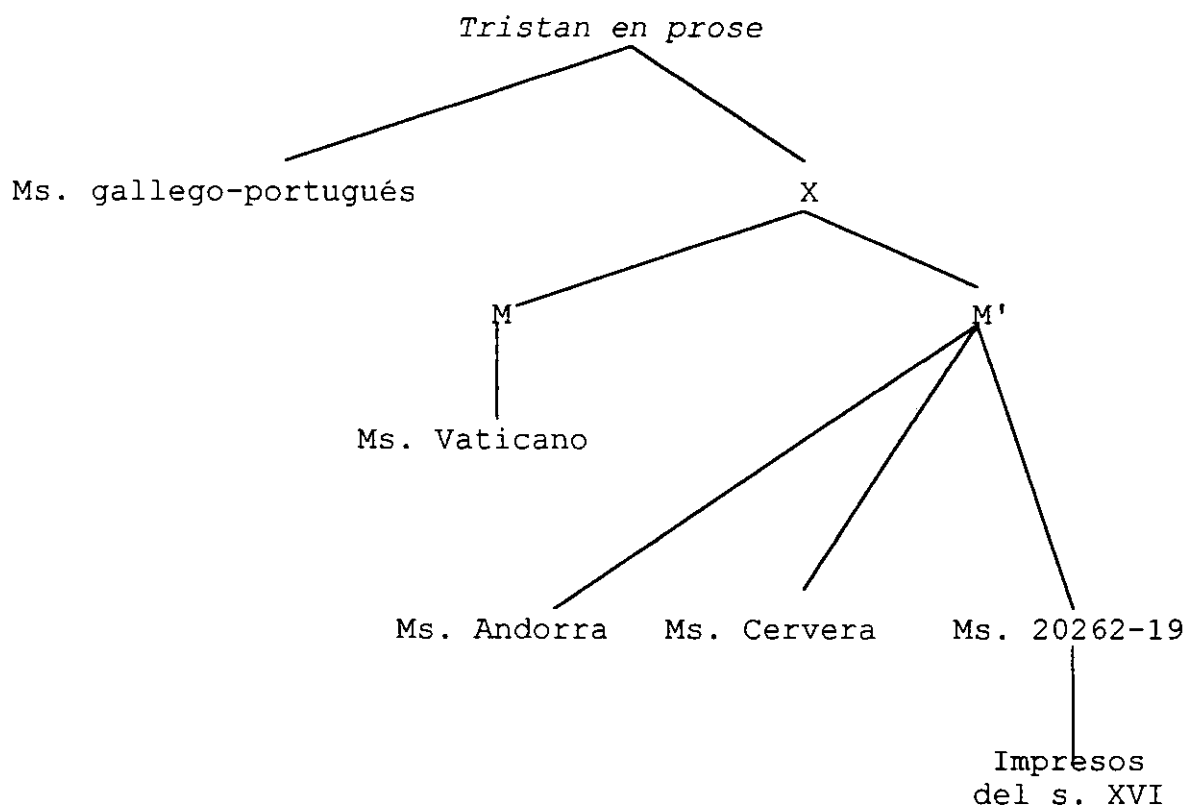 Tristan en prose
Ms. gallego-portugués
X
M
M'
Ms. Vaticano
Ms. Andorra
Ms. Cervera
Ms. 20262-19
Impresos
del s. XVI